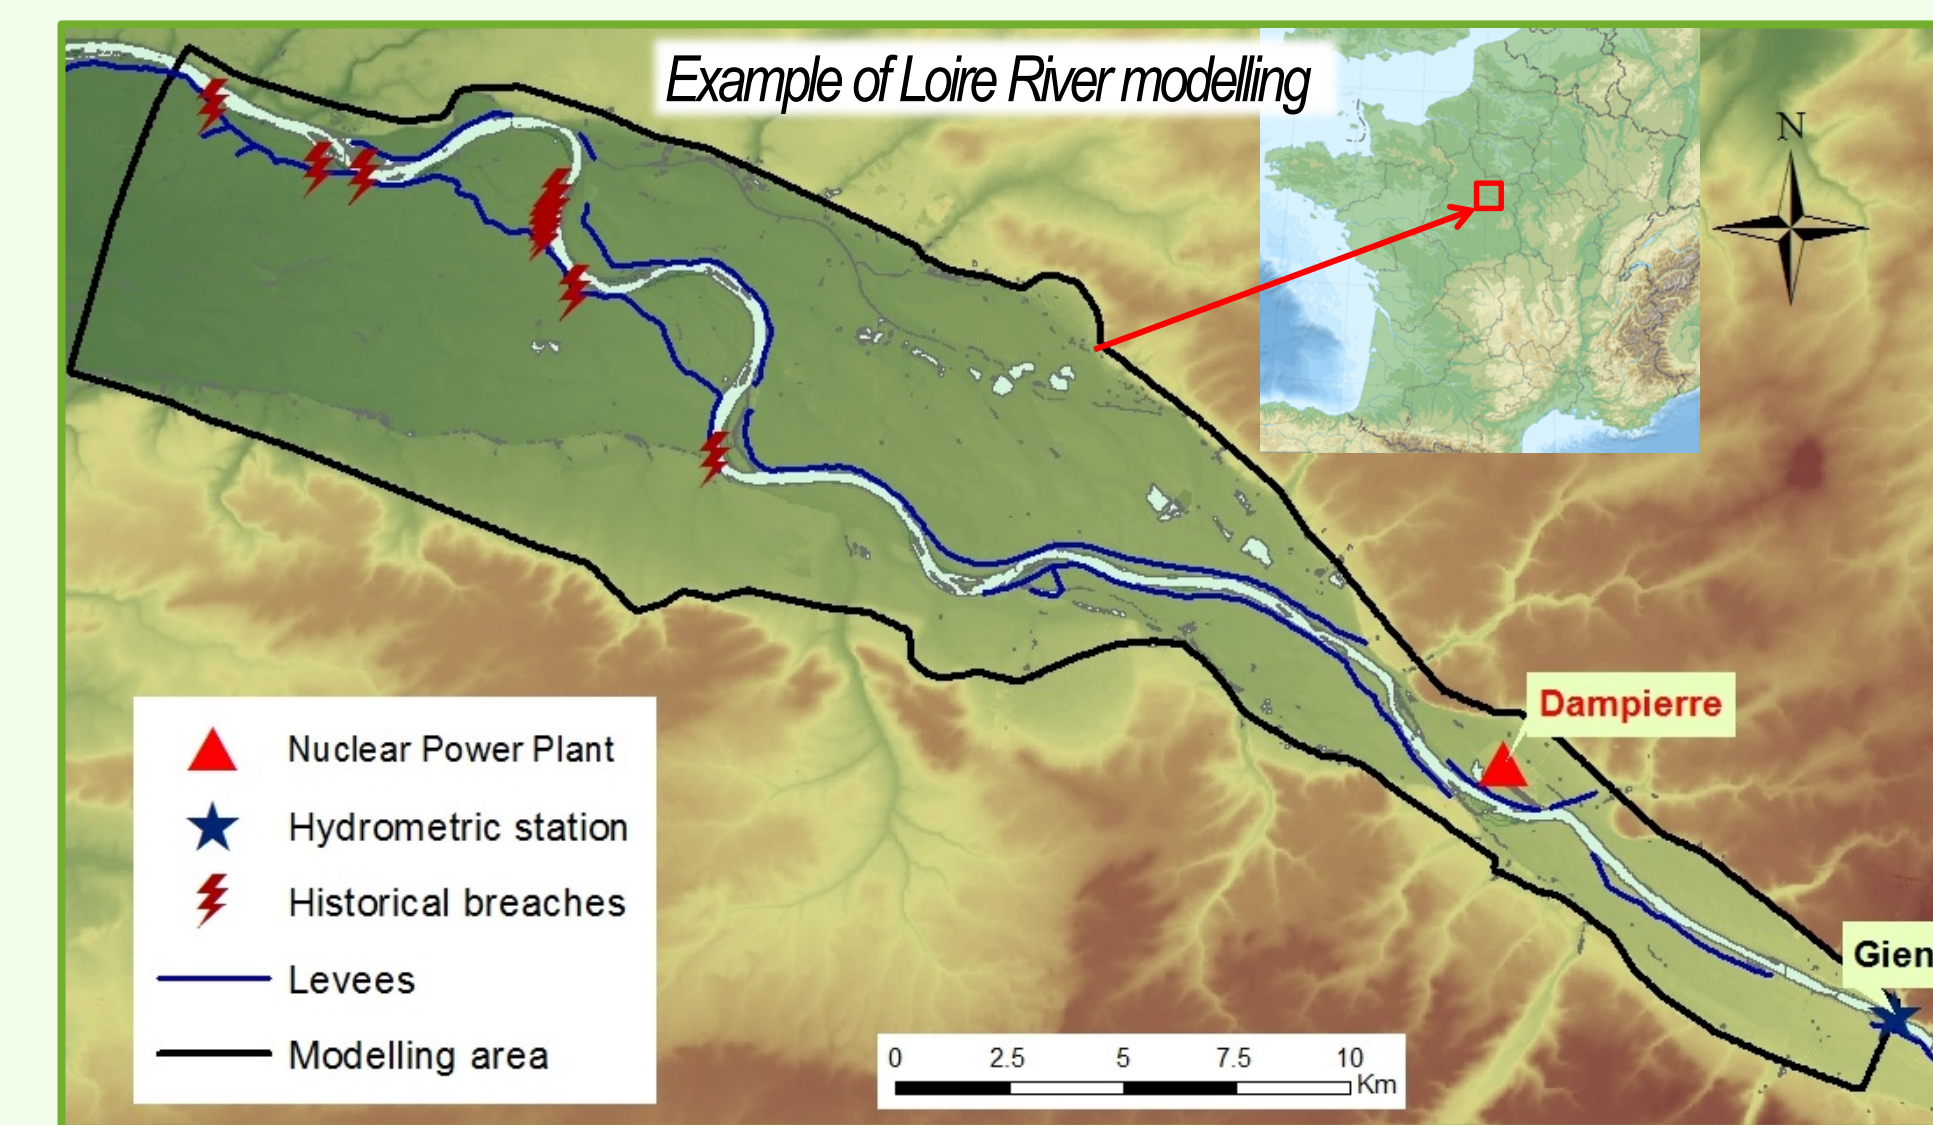 Example of Loire River modelling
N
Dampierre
Gien
Nuclear Power Plant
Hydrometric station
Historical breaches
Levees
Modelling area
0 2.5 5 7.5 10
Km